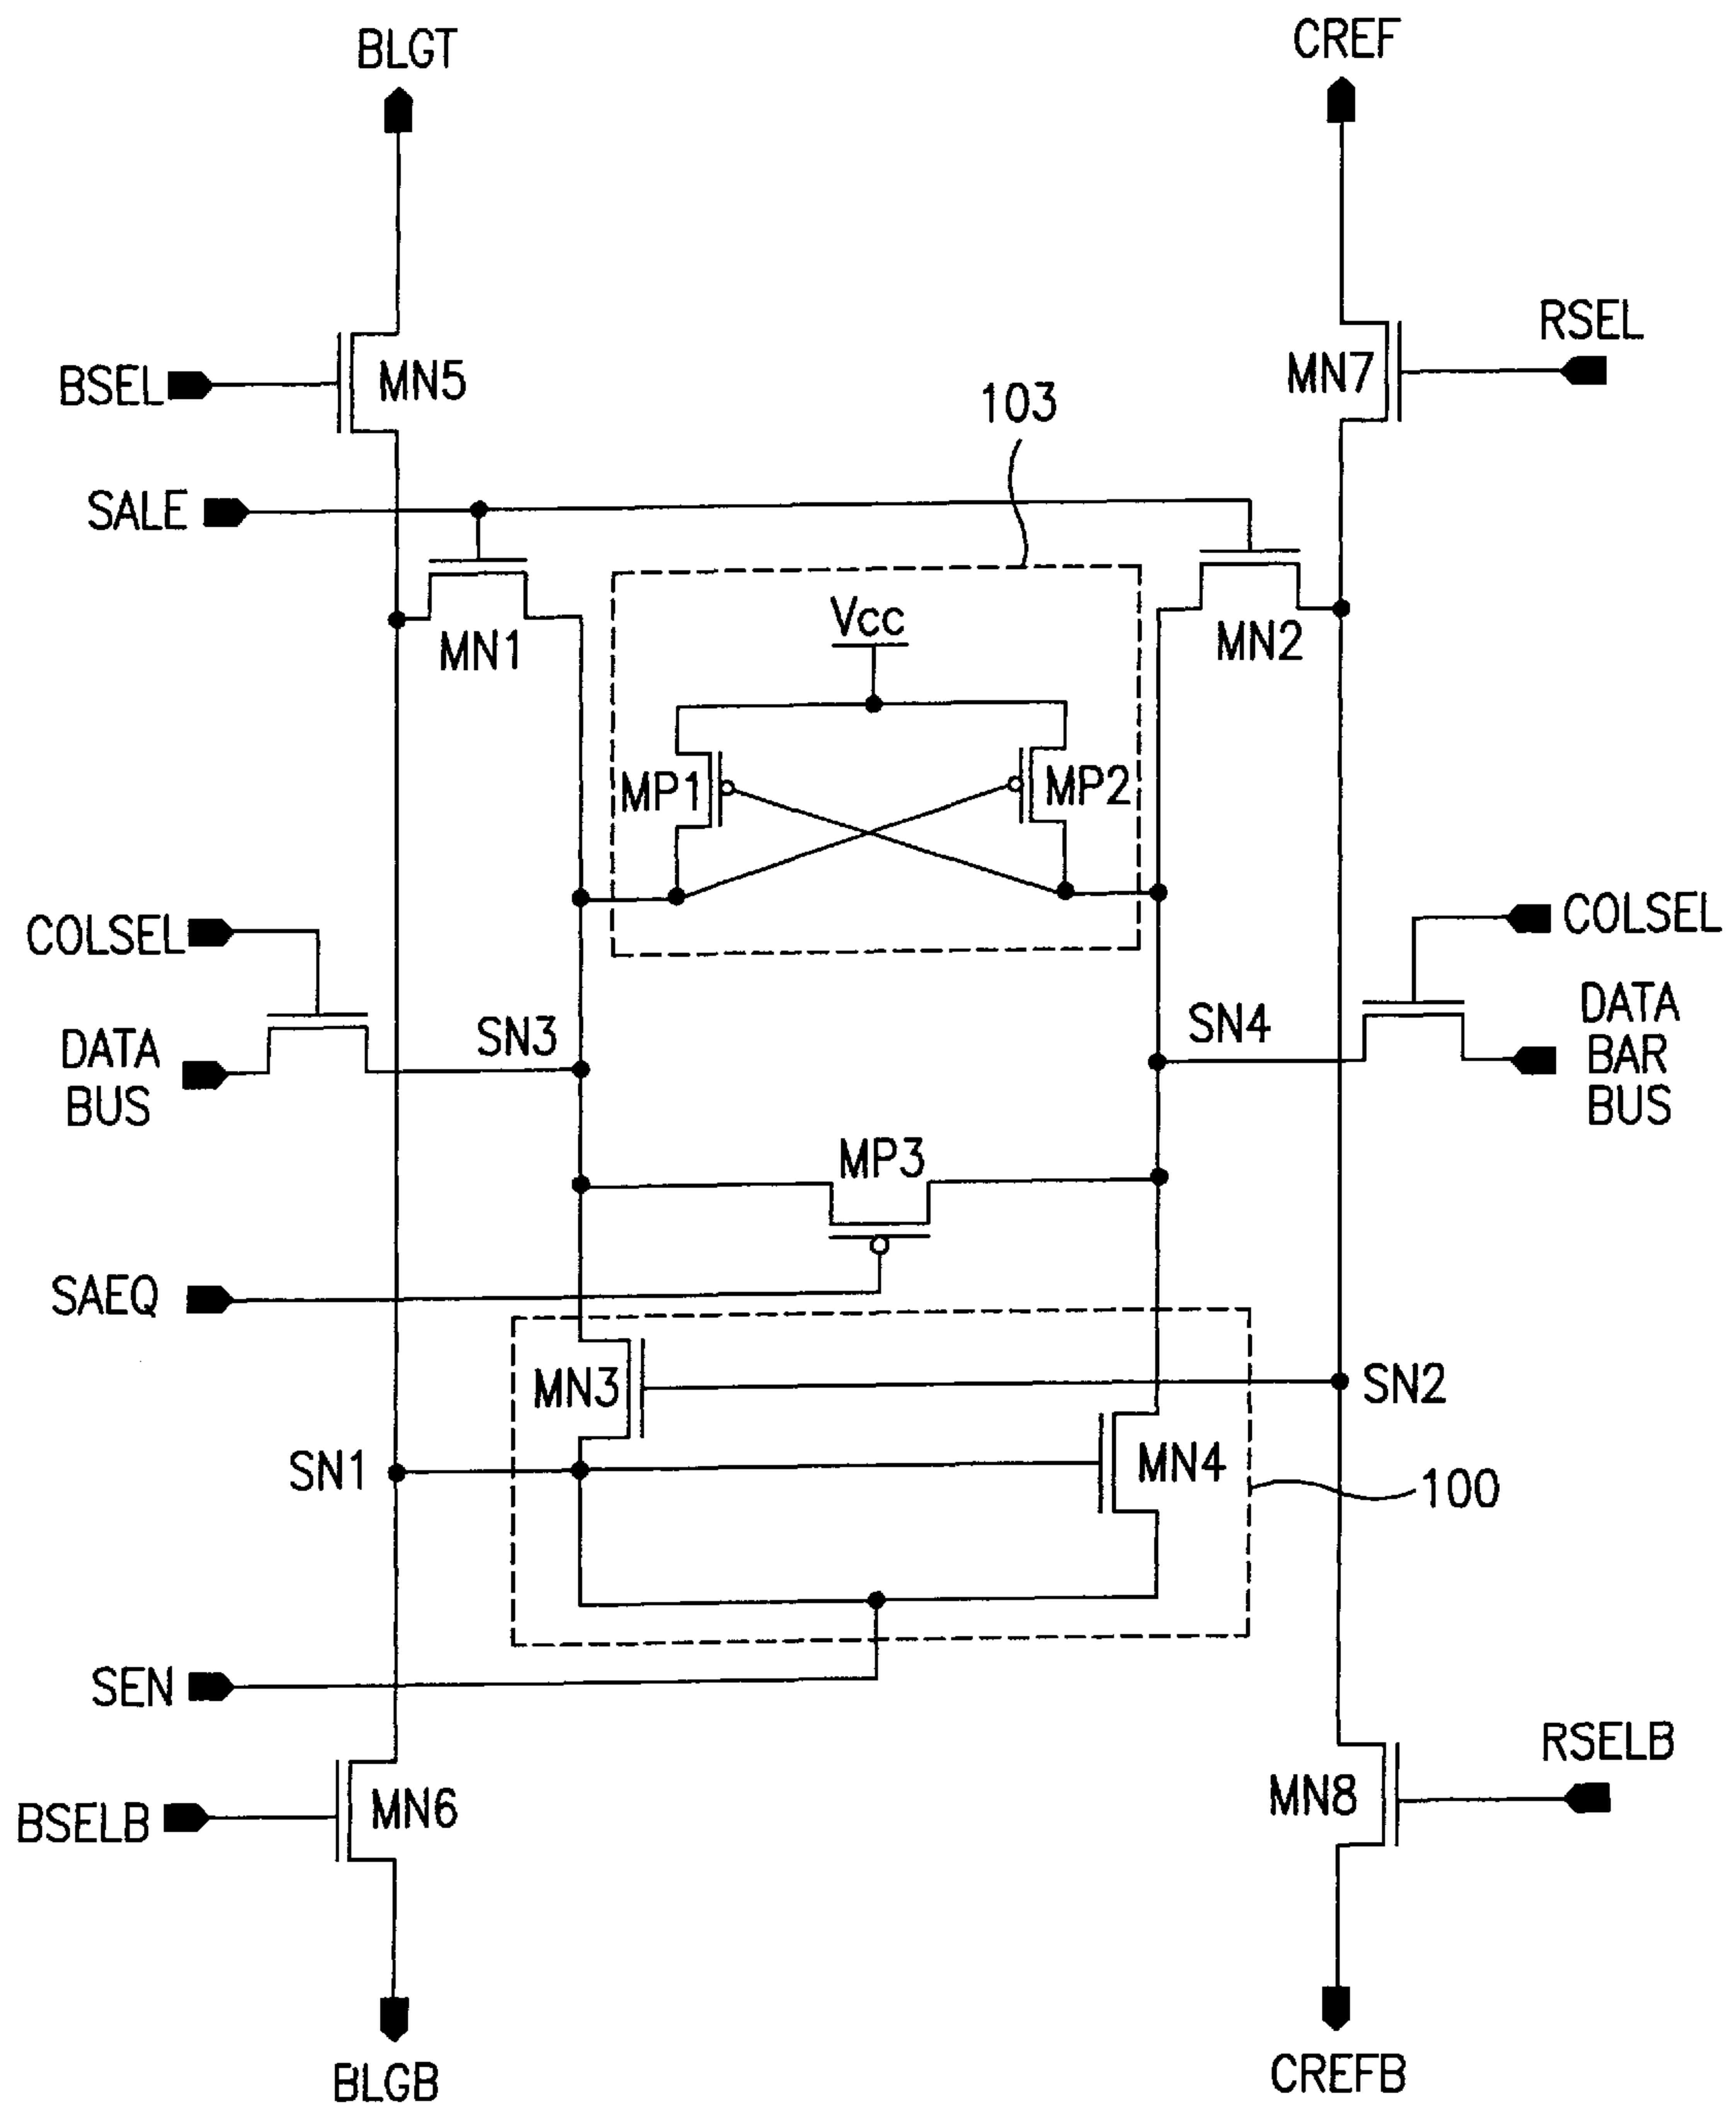 BLGT
CREF
RSEL
BSEL
MN5
MN7
103
SALE
Vcc
MN1
MN2
MP1
MP2
COLSEL
COLSEL
DATA
BUS
SN3
SN4
DATA
BAR
BUS
MP3
SAEQ
MN3
SN2
SN1
MN4
100
SEN
RSELB
BSELB
MN6
MN8
BLGB
CREFB